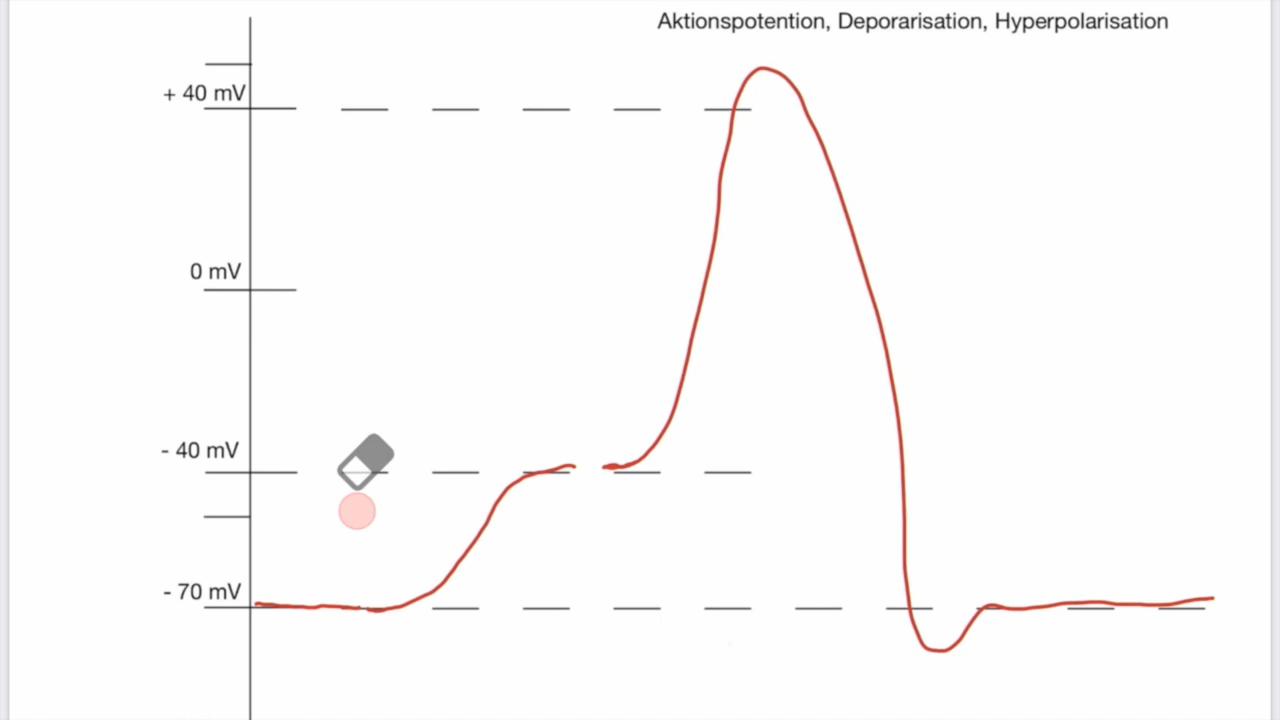 Aktionspotention, Deporarisation, Hyperpolarisation
+ 40 mV
0 mV
- 40 mV
- 70 mV